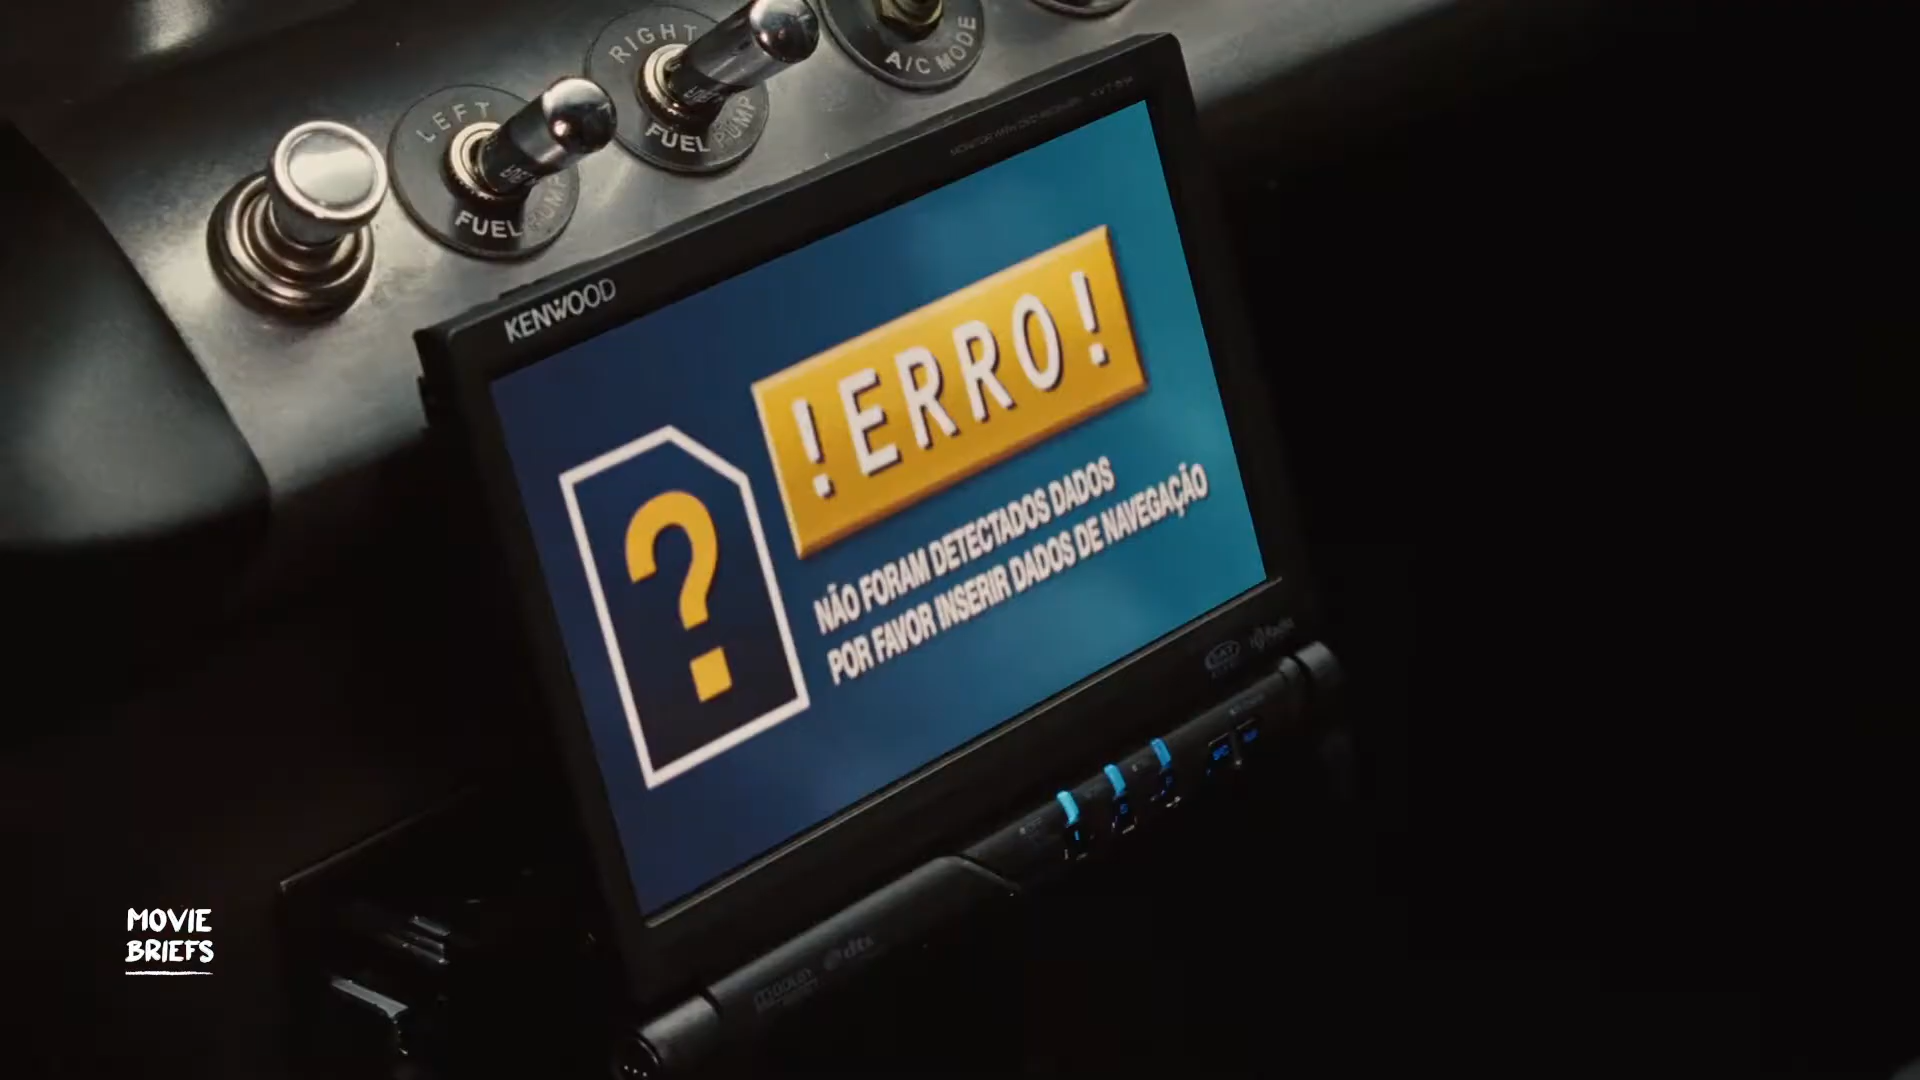 RIGHT
FUEL PUMP
A/C MODE
LEFT
FUEL PUMP
KENWOOD
!ERRO!
?
NÃO FORAM DETECTADOS DADOS
POR FAVOR INSERIR DADOS DE NAVEGAÇÃO
dts
MOVIE
BRIEFS